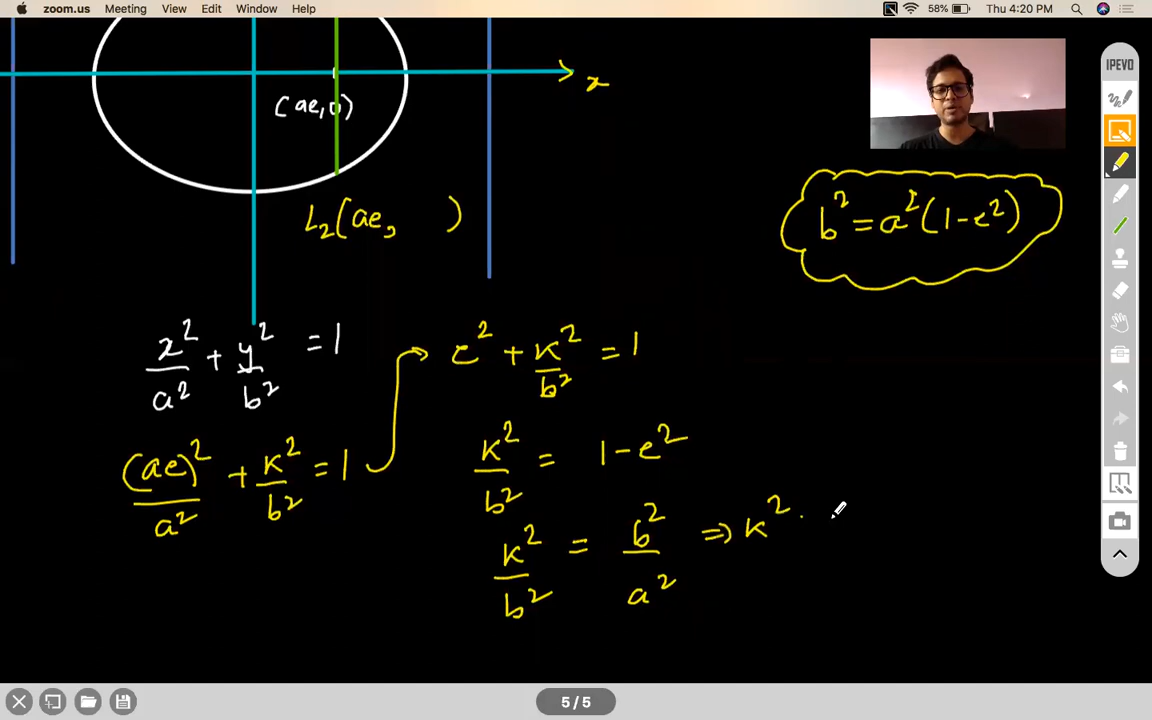 zoom.us Meeting View Edit Window Help
58% Thu 4:20 PM
IPEVO
x
(ae,0)
L₂(ae, )
b² = a²(1-e²)
x²/a² + y²/b² = 1
(ae)²/a² + k²/b² = 1
e² + k²/b² = 1
k²/b² = 1-e²
k²/b² = b²/a² ⇒ k²
5 / 5